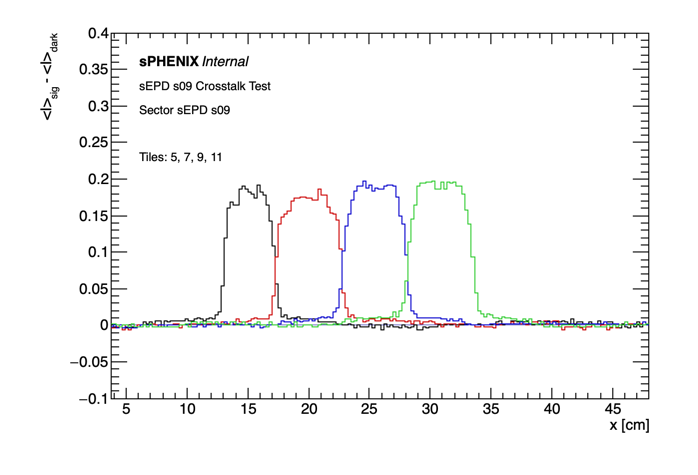 <I>sig - <I>dark
0.4
0.35
0.3
0.25
0.2
0.15
0.1
0.05
0
−0.05
−0.1
sPHENIX Internal
sEPD s09 Crosstalk Test
Sector sEPD s09
Tiles: 5, 7, 9, 11
5 10 15 20 25 30 35 40 45
x [cm]